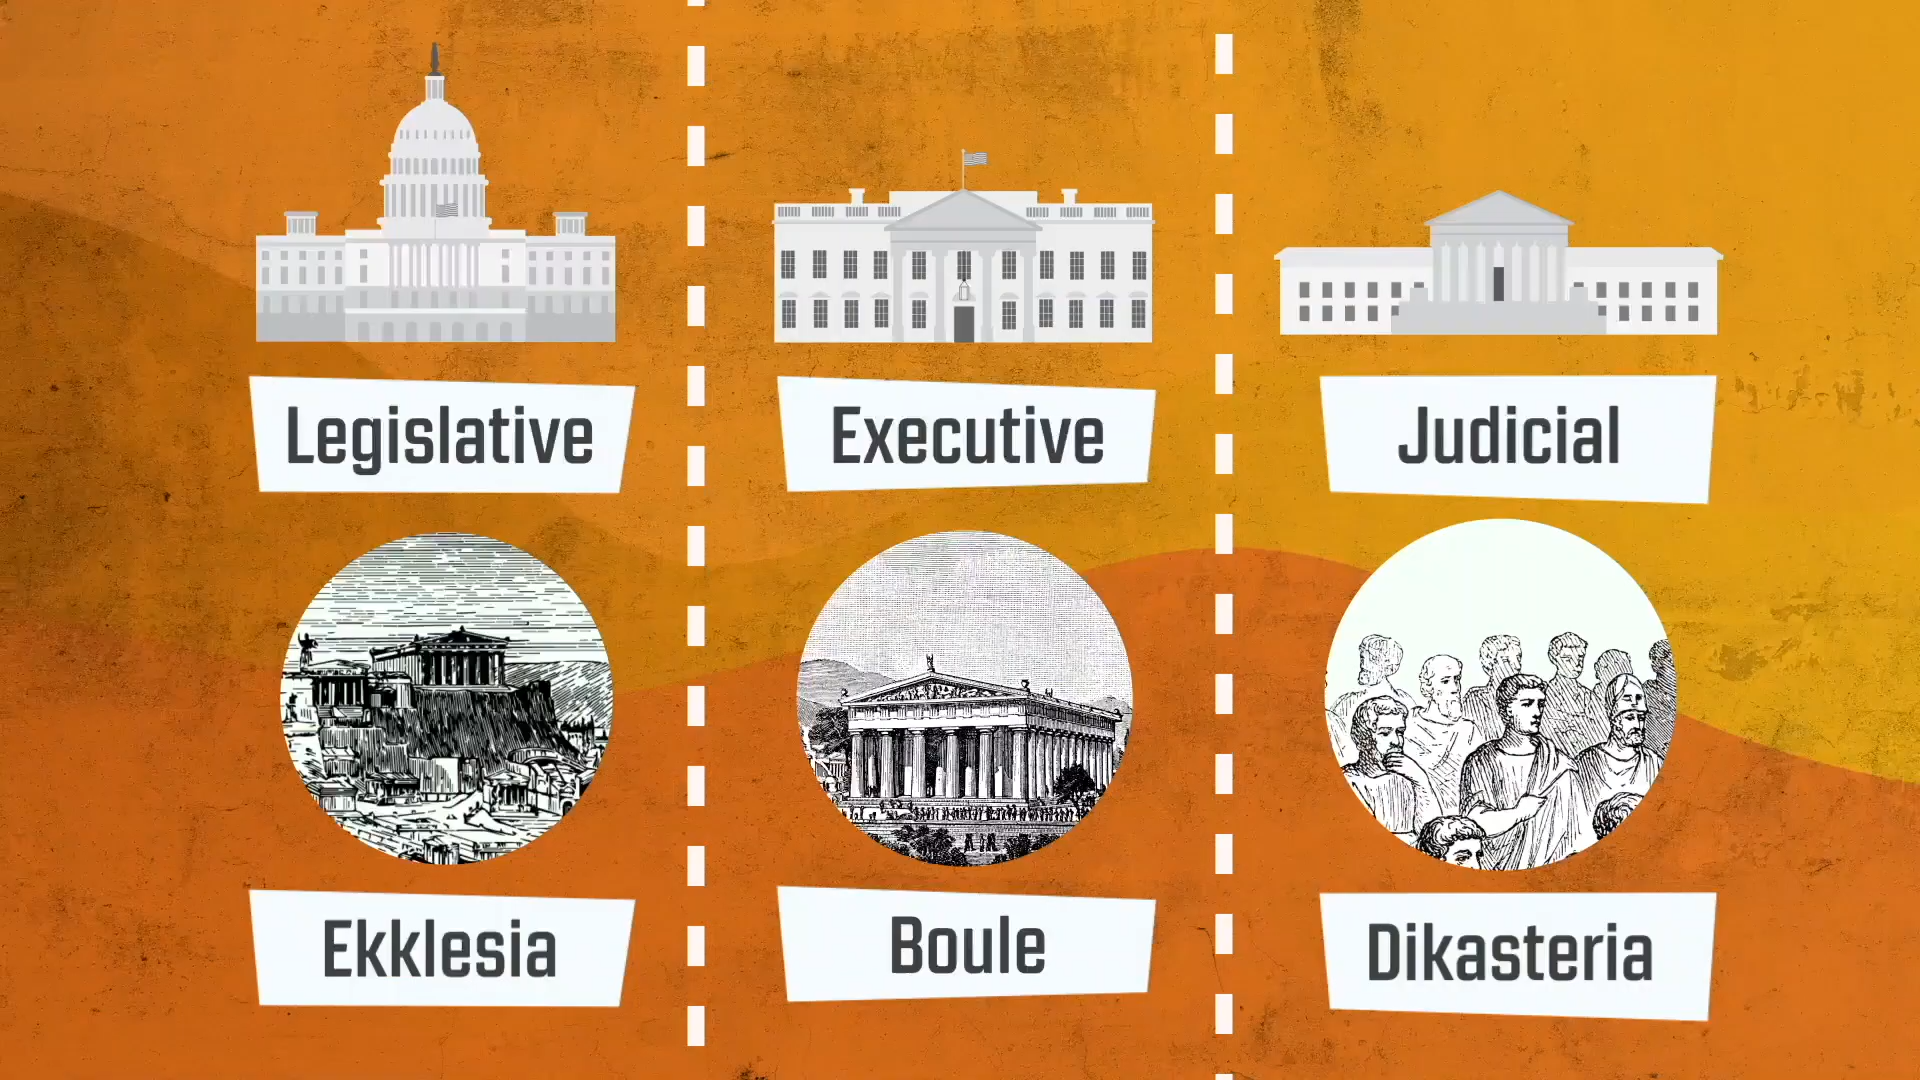 Legislative
Executive
Judicial
Ekklesia
Boule
Dikasteria